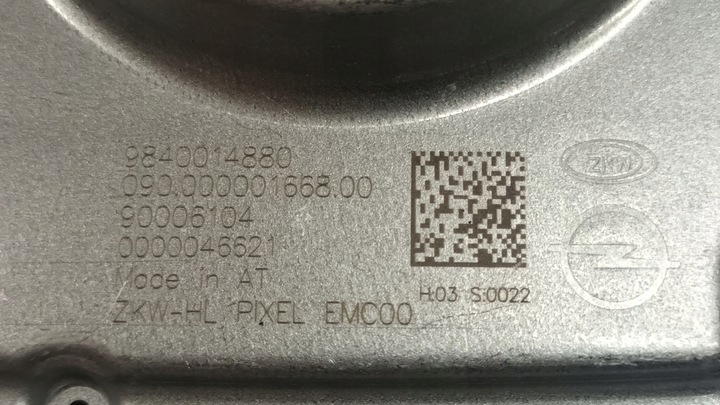 9840014880
090.000001668.00
90006104
0000046621
Made in AT
ZKW-HL PIXEL EMC00
H:03 S:0022
ZKW